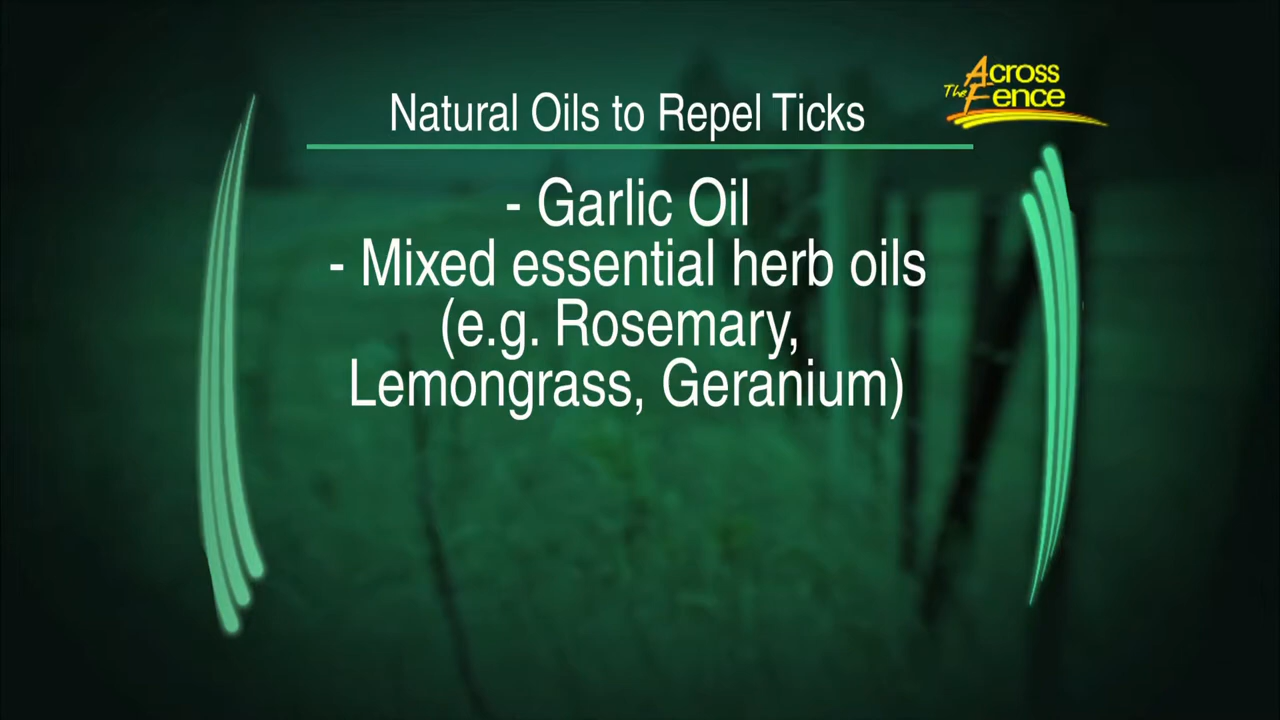 Across
The Fence
Natural Oils to Repel Ticks
- Garlic Oil
- Mixed essential herb oils
(e.g. Rosemary,
Lemongrass, Geranium)